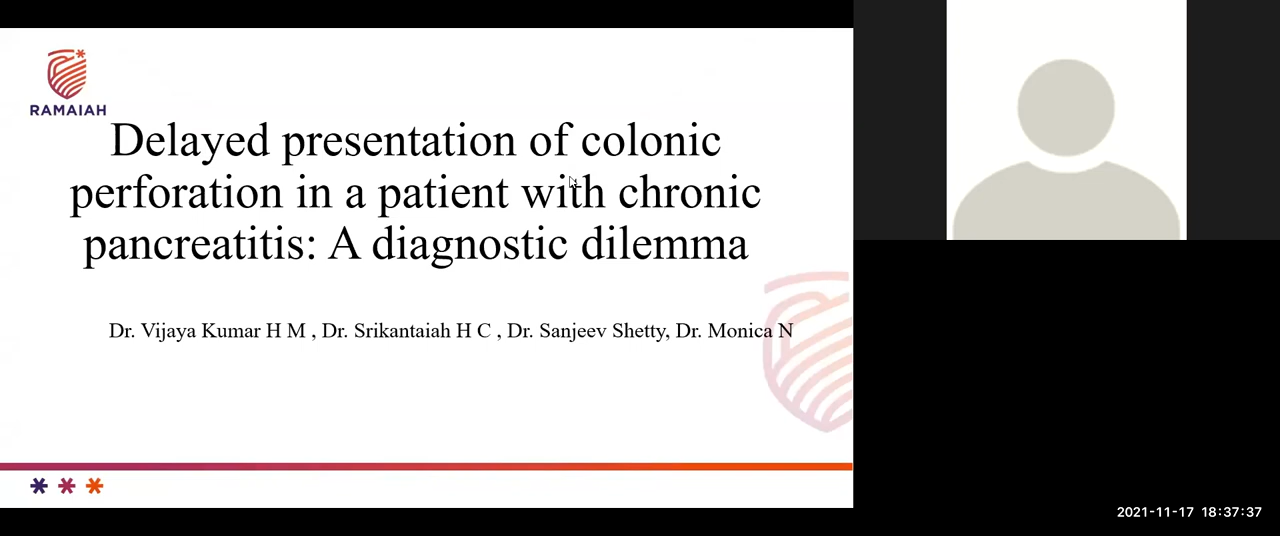 RAMAIAH
Delayed presentation of colonic
perforation in a patient with chronic
pancreatitis: A diagnostic dilemma
Dr. Vijaya Kumar H M , Dr. Srikantaiah H C , Dr. Sanjeev Shetty, Dr. Monica N
2021-11-17 18:37:37